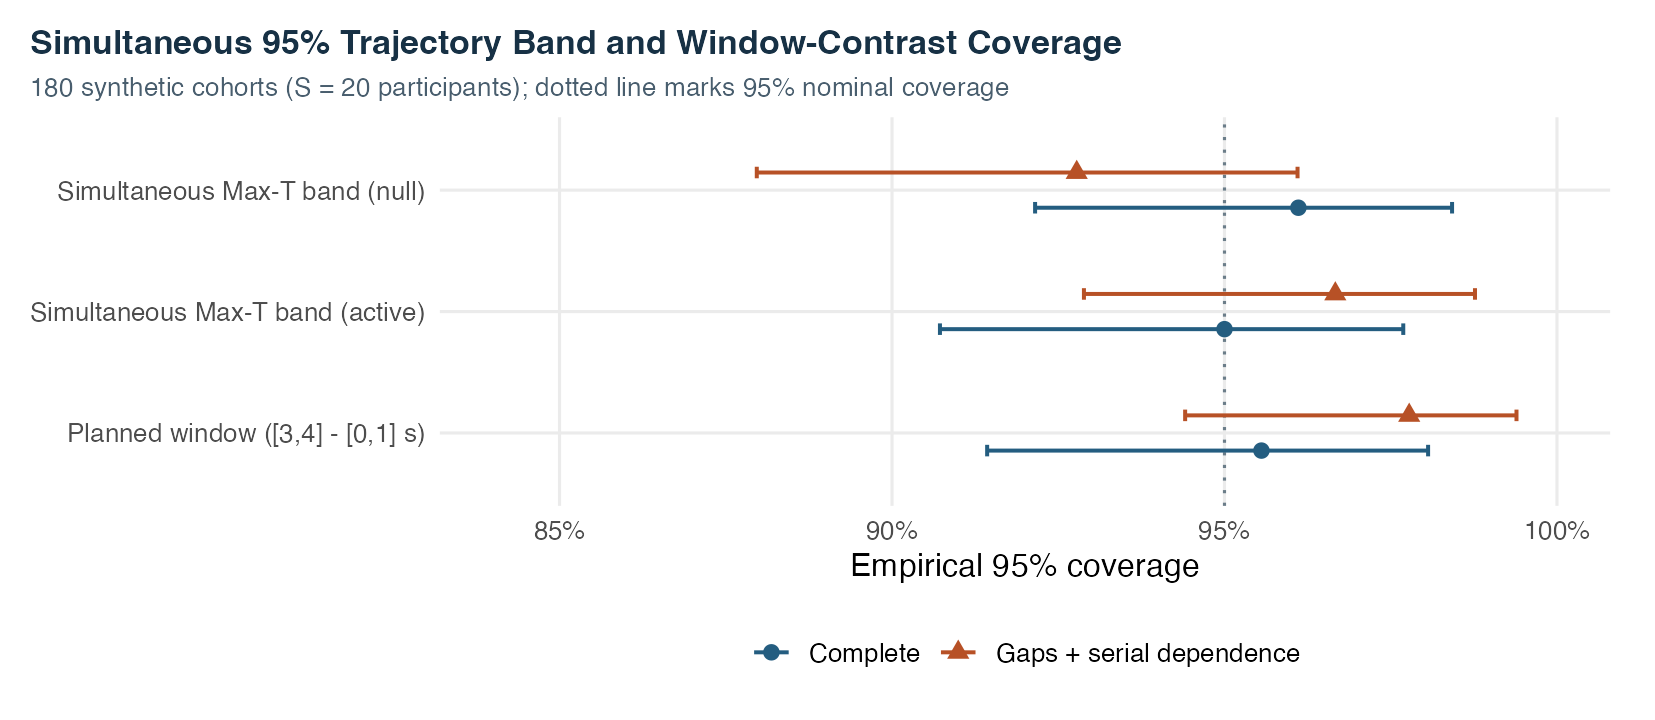 Simultaneous 95% Trajectory Band and Window-Contrast Coverage
180 synthetic cohorts (S = 20 participants); dotted line marks 95% nominal coverage
Simultaneous Max-T band (null)
Simultaneous Max-T band (active)
Planned window ([3,4] - [0,1] s)
85% 90% 95% 100%
Empirical 95% coverage
Complete Gaps + serial dependence